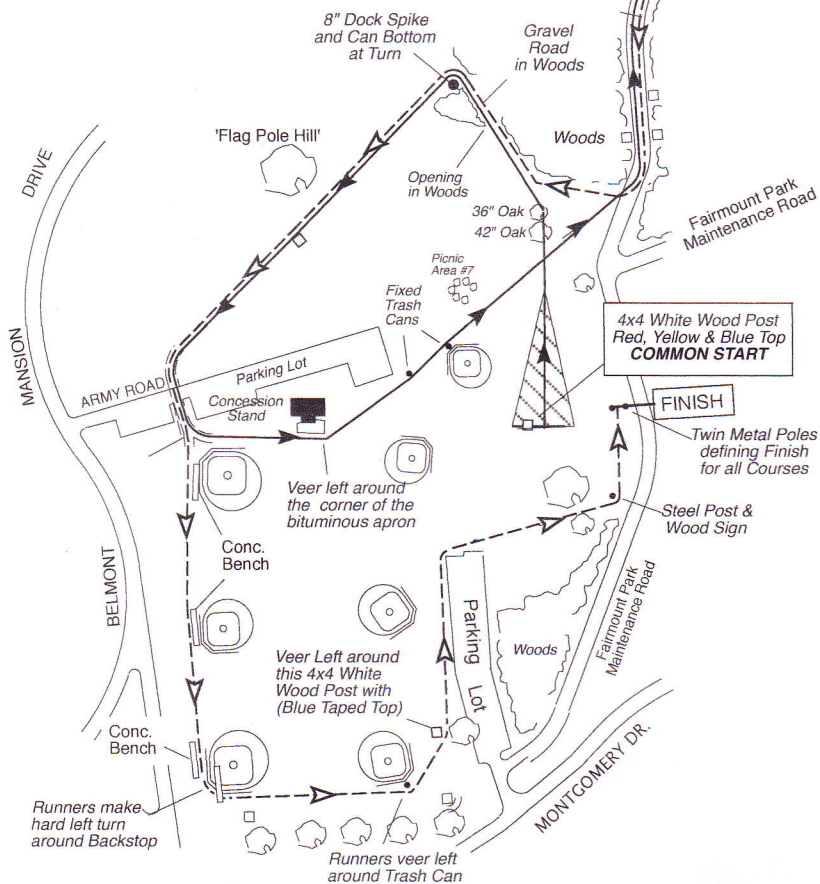 8" Dock Spike
and Can Bottom
at Turn
Gravel
Road
in Woods
'Flag Pole Hill'
Woods
Opening
in Woods
DRIVE
36" Oak
42" Oak
Fairmount Park
Maintenance Road
Picnic
Area #7
Fixed
Trash
Cans
4x4 White Wood Post
Red, Yellow & Blue Top
COMMON START
MANSION
ARMY ROAD
Parking Lot
Concession
Stand
FINISH
Twin Metal Poles
defining Finish
for all Courses
Veer left around
the corner of the
bituminous apron
Steel Post &
Wood Sign
Conc.
Bench
BELMONT
Parking Lot
Woods
Fairmount Park
Maintenance Road
Veer Left around
this 4x4 White
Wood Post with
(Blue Taped Top)
Conc.
Bench
MONTGOMERY DR.
Runners make
hard left turn
around Backstop
Runners veer left
around Trash Can